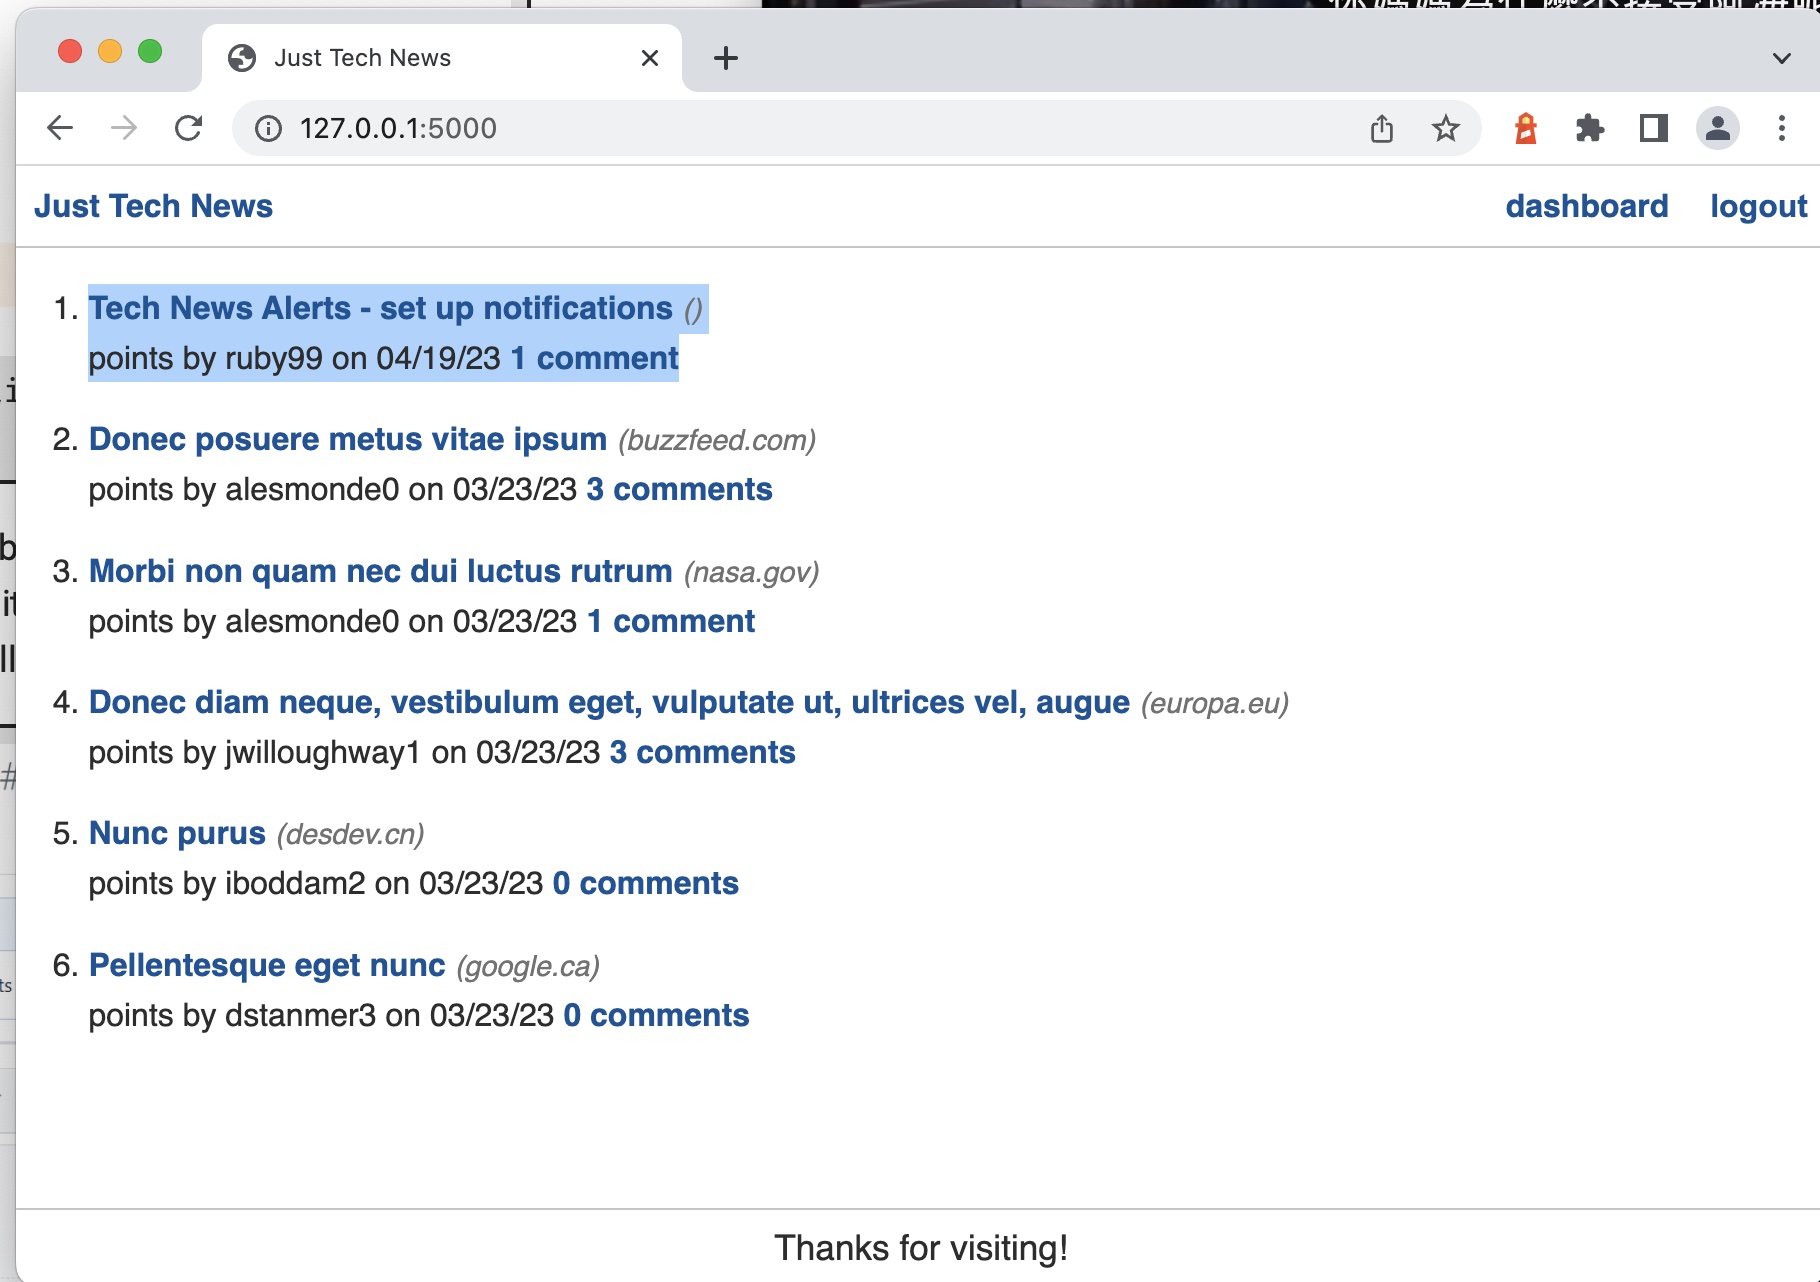 Just Tech News
127.0.0.1:5000
Just Tech News
dashboard
logout
1. Tech News Alerts - set up notifications ()
points by ruby99 on 04/19/23 1 comment
2. Donec posuere metus vitae ipsum (buzzfeed.com)
points by alesmonde0 on 03/23/23 3 comments
3. Morbi non quam nec dui luctus rutrum (nasa.gov)
points by alesmonde0 on 03/23/23 1 comment
4. Donec diam neque, vestibulum eget, vulputate ut, ultrices vel, augue (europa.eu)
points by jwilloughway1 on 03/23/23 3 comments
5. Nunc purus (desdev.cn)
points by iboddam2 on 03/23/23 0 comments
6. Pellentesque eget nunc (google.ca)
points by dstanmer3 on 03/23/23 0 comments
Thanks for visiting!